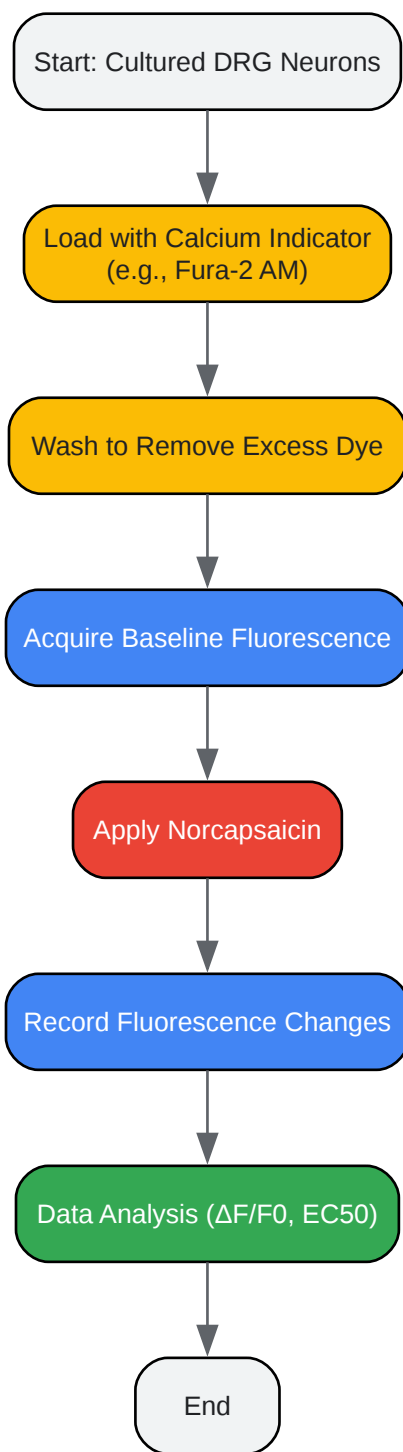 Start: Cultured DRG Neurons
Load with Calcium Indicator
(e.g., Fura-2 AM)
Wash to Remove Excess Dye
Acquire Baseline Fluorescence
Apply Norcapsaicin
Record Fluorescence Changes
Data Analysis (ΔF/F0, EC50)
End